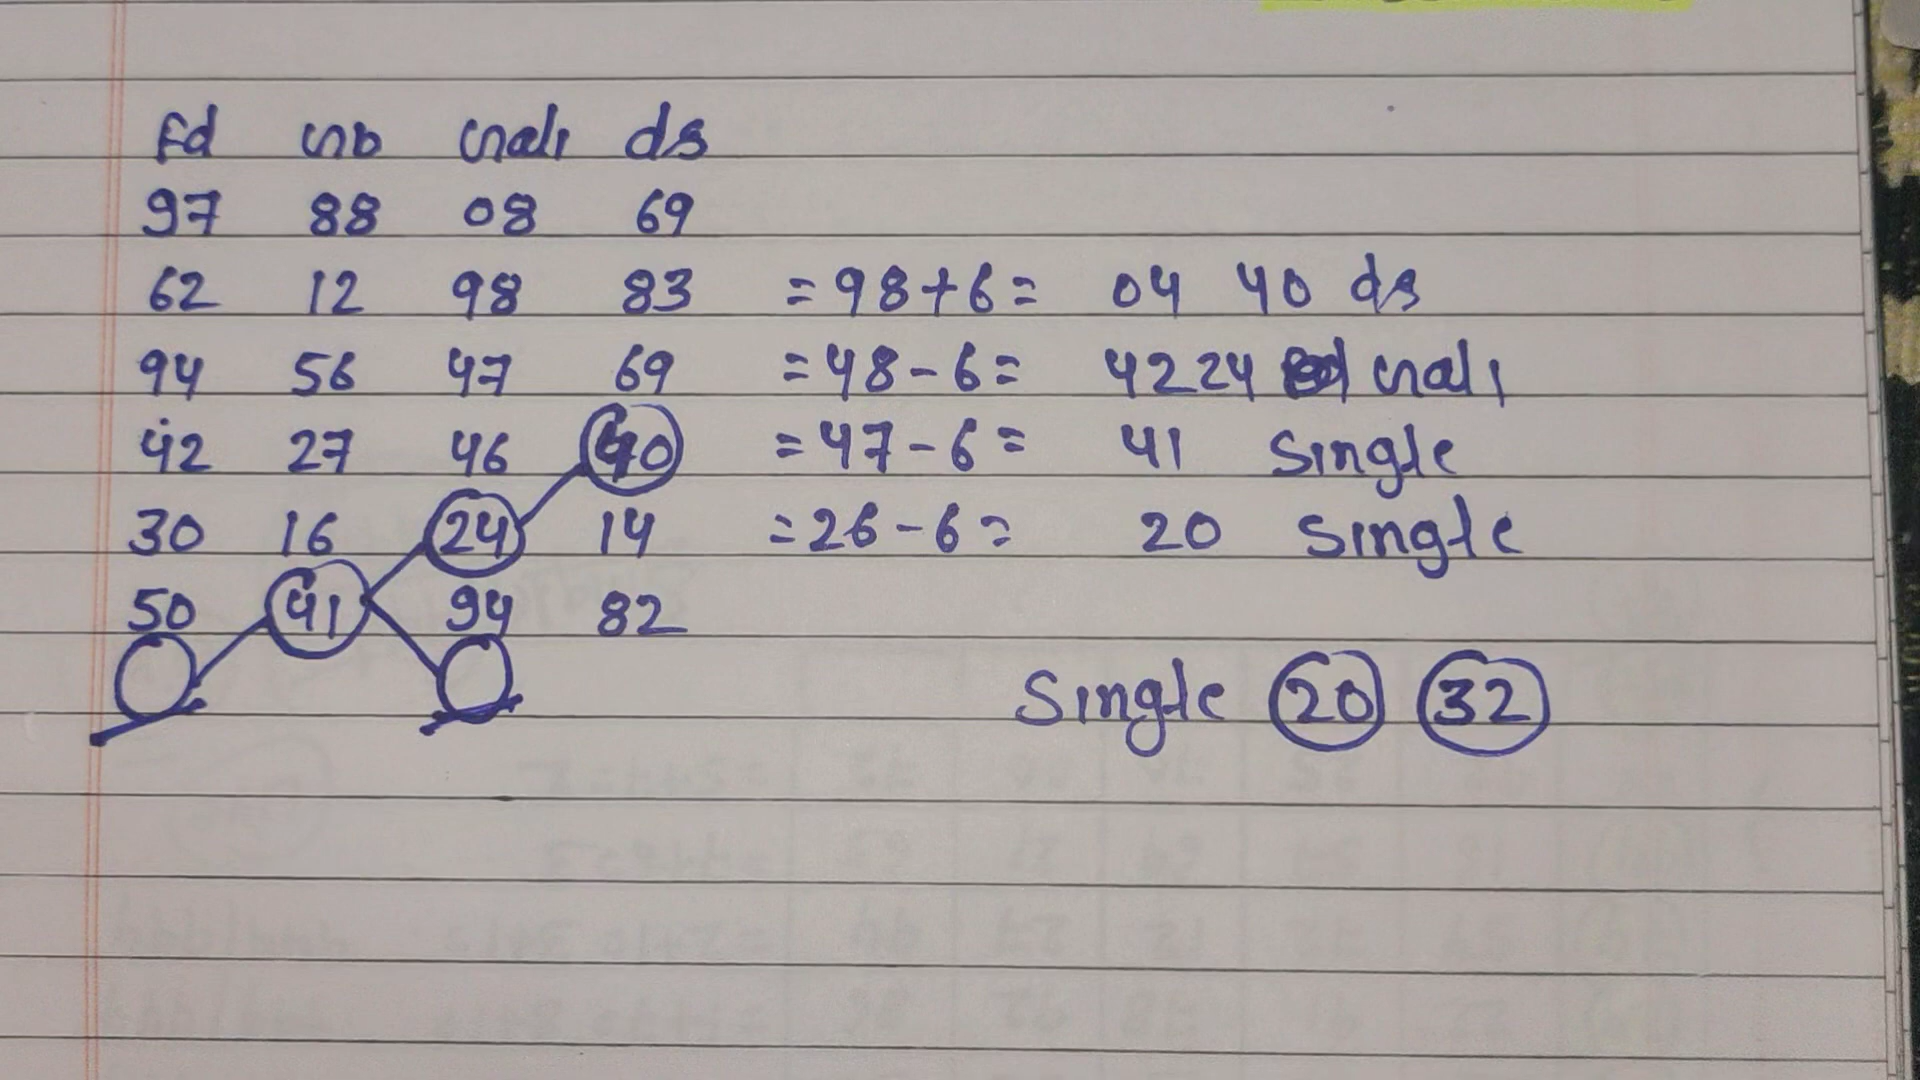 Fd GB Gali ds
97 88 08 69
62 12 98 83 =98+6= 04 40 ds
94 56 47 69 =48-6= 4224 Gali
42 27 46 40 =47-6= 41 Single
30 16 24 14 =26-6= 20 Single
50 41 94 82
Single 20 32